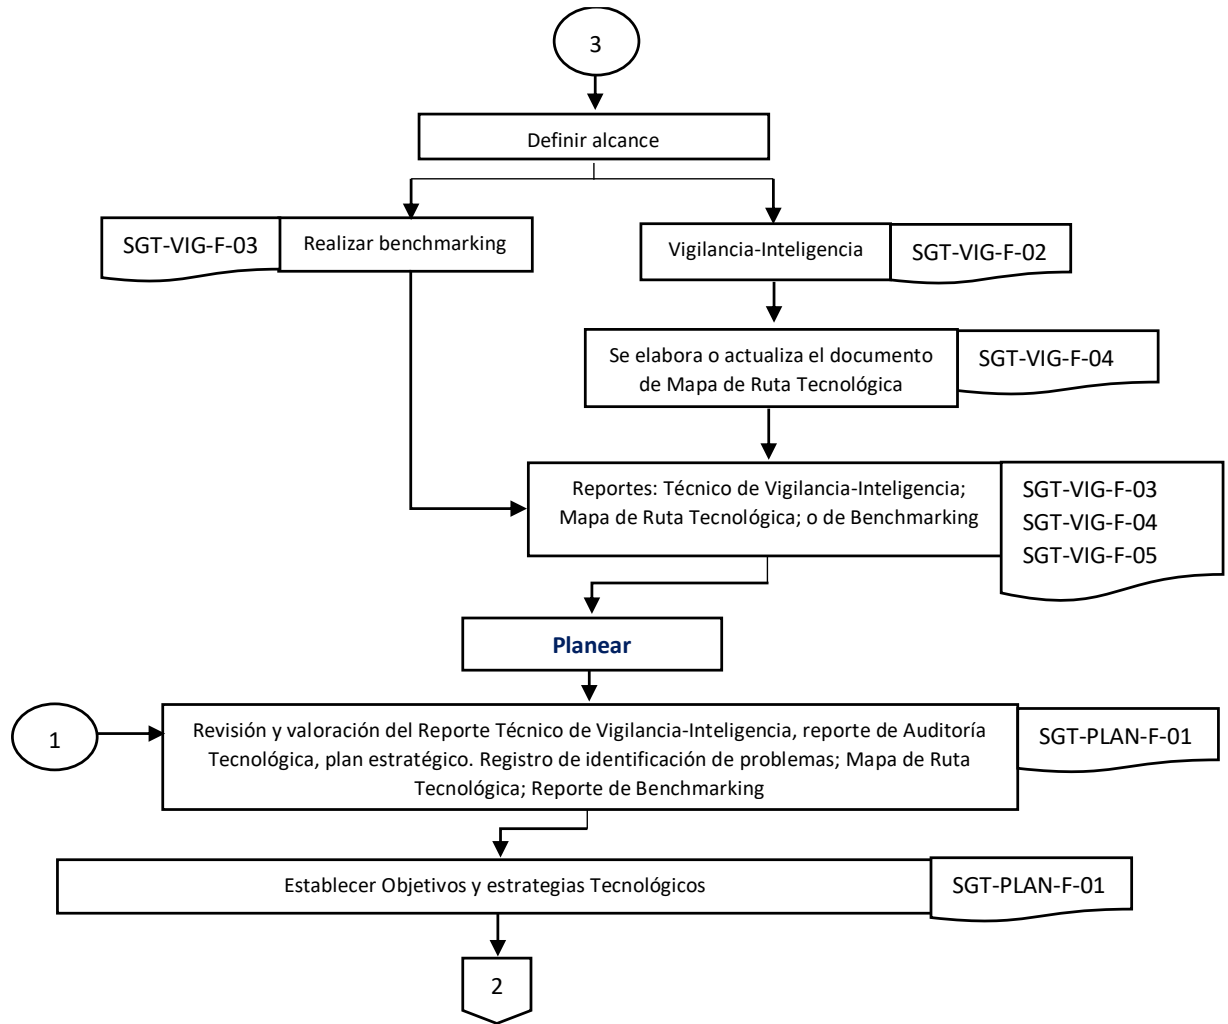 3
Definir alcance
SGT-VIG-F-03
Realizar benchmarking
Vigilancia-Inteligencia
SGT-VIG-F-02
Se elabora o actualiza el documento
de Mapa de Ruta Tecnológica
SGT-VIG-F-04
Reportes: Técnico de Vigilancia-Inteligencia;
Mapa de Ruta Tecnológica; o de Benchmarking
SGT-VIG-F-03
SGT-VIG-F-04
SGT-VIG-F-05
Planear
1
Revisión y valoración del Reporte Técnico de Vigilancia-Inteligencia, reporte de Auditoría
Tecnológica, plan estratégico. Registro de identificación de problemas; Mapa de Ruta
Tecnológica; Reporte de Benchmarking
SGT-PLAN-F-01
Establecer Objetivos y estrategias Tecnológicos
SGT-PLAN-F-01
2